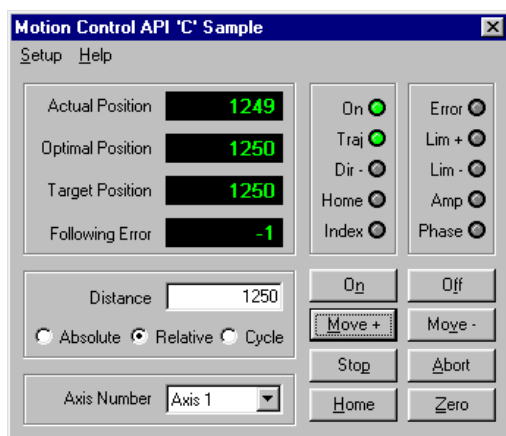 Motion Control API 'C' Sample
Setup Help
Actual Position 1249
Optimal Position 1250
Target Position 1250
Following Error -1
On
Traj
Dir -
Home
Index
Error
Lim +
Lim -
Amp
Phase
Distance 1250
Absolute Relative Cycle
Axis Number Axis 1
On Off
Move + Move -
Stop Abort
Home Zero